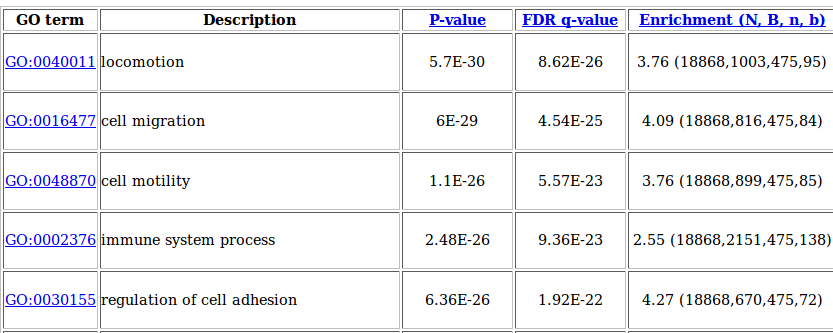 GO term Description P-value FDR q-value Enrichment (N, B, n, b)
GO:0040011 locomotion 5.7E-30 8.62E-26 3.76 (18868,1003,475,95)
GO:0016477 cell migration 6E-29 4.54E-25 4.09 (18868,816,475,84)
GO:0048870 cell motility 1.1E-26 5.57E-23 3.76 (18868,899,475,85)
GO:0002376 immune system process 2.48E-26 9.36E-23 2.55 (18868,2151,475,138)
GO:0030155 regulation of cell adhesion 6.36E-26 1.92E-22 4.27 (18868,670,475,72)